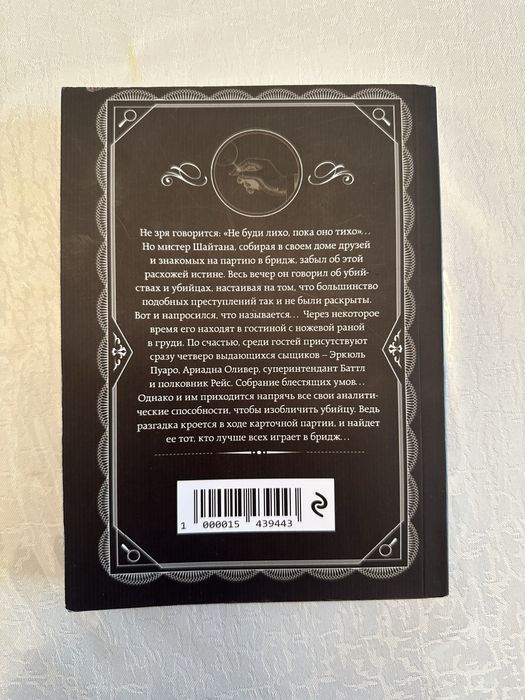 Не зря говорится: «Не буди лихо, пока оно тихо»…
Но мистер Шайтана, собирая в своем доме друзей
и знакомых на партию в бридж, забыл об этой
расхожей истине. Весь вечер он говорил об убий-
ствах и убийцах, настаивая на том, что большинство
подобных преступлений так и не были раскрыты.
Вот и напросился, что называется… Через некоторое
время его находят в гостиной с ножевой раной
в груди. По счастью, среди гостей присутствуют
сразу четверо выдающихся сыщиков – Эркюль
Пуаро, Ариадна Оливер, суперинтендант Баттл
и полковник Рейс. Собрание блестящих умов…
Однако и им приходится напрячь все свои аналити-
ческие способности, чтобы изобличить убийцу. Ведь
разгадка кроется в ходе карточной партии, и найдет
ее тот, кто лучше всех играет в бридж…
1 000015 439443